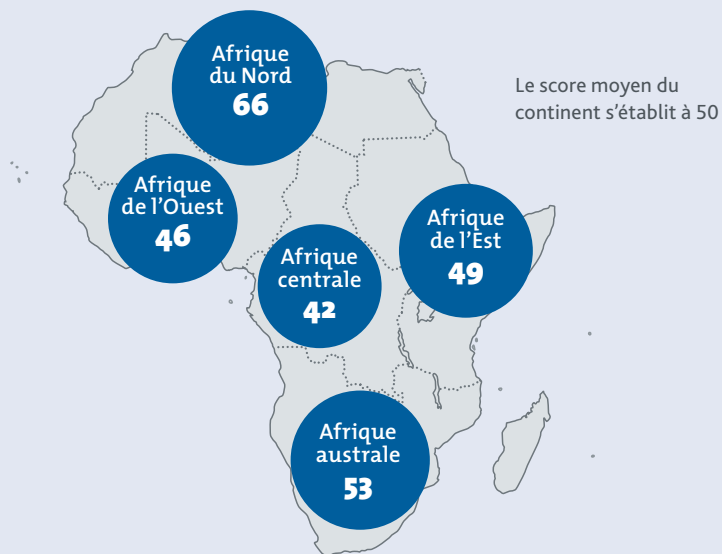 Afrique
du Nord
66
Le score moyen du
continent s’établit à 50
Afrique
de l’Ouest
46
Afrique
de l’Est
49
Afrique
centrale
42
Afrique
australe
53